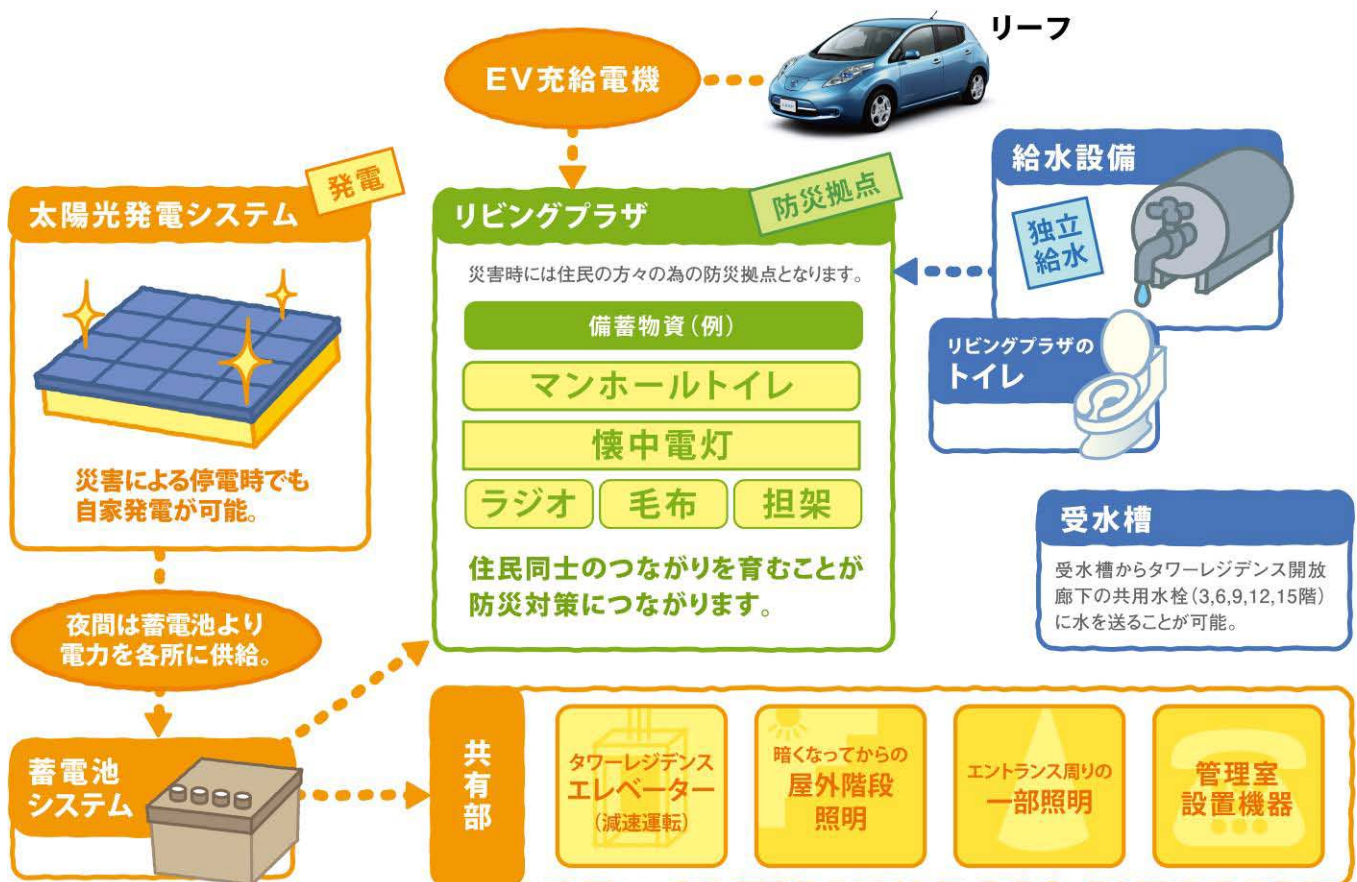 リーフ
EV充給電機
発電
太陽光発電システム
災害による停電時でも
自家発電が可能。
夜間は蓄電池より
電力を各所に供給。
蓄電池
システム
防災拠点
リビングプラザ
災害時には住民の方々の為の防災拠点となります。
備蓄物資(例)
マンホールトイレ
懐中電灯
ラジオ
毛布
担架
住民同士のつながりを育むことが
防災対策につながります。
給水設備
独立
給水
リビングプラザの
トイレ
受水槽
受水槽からタワーレジデンス開放
廊下の共用水栓(3,6,9,12,15階)
に水を送ることが可能。
共有部
タワーレジデンス
エレベーター
(減速運転)
暗くなってからの
屋外階段
照明
エントランス周りの
一部照明
管理室
設置機器